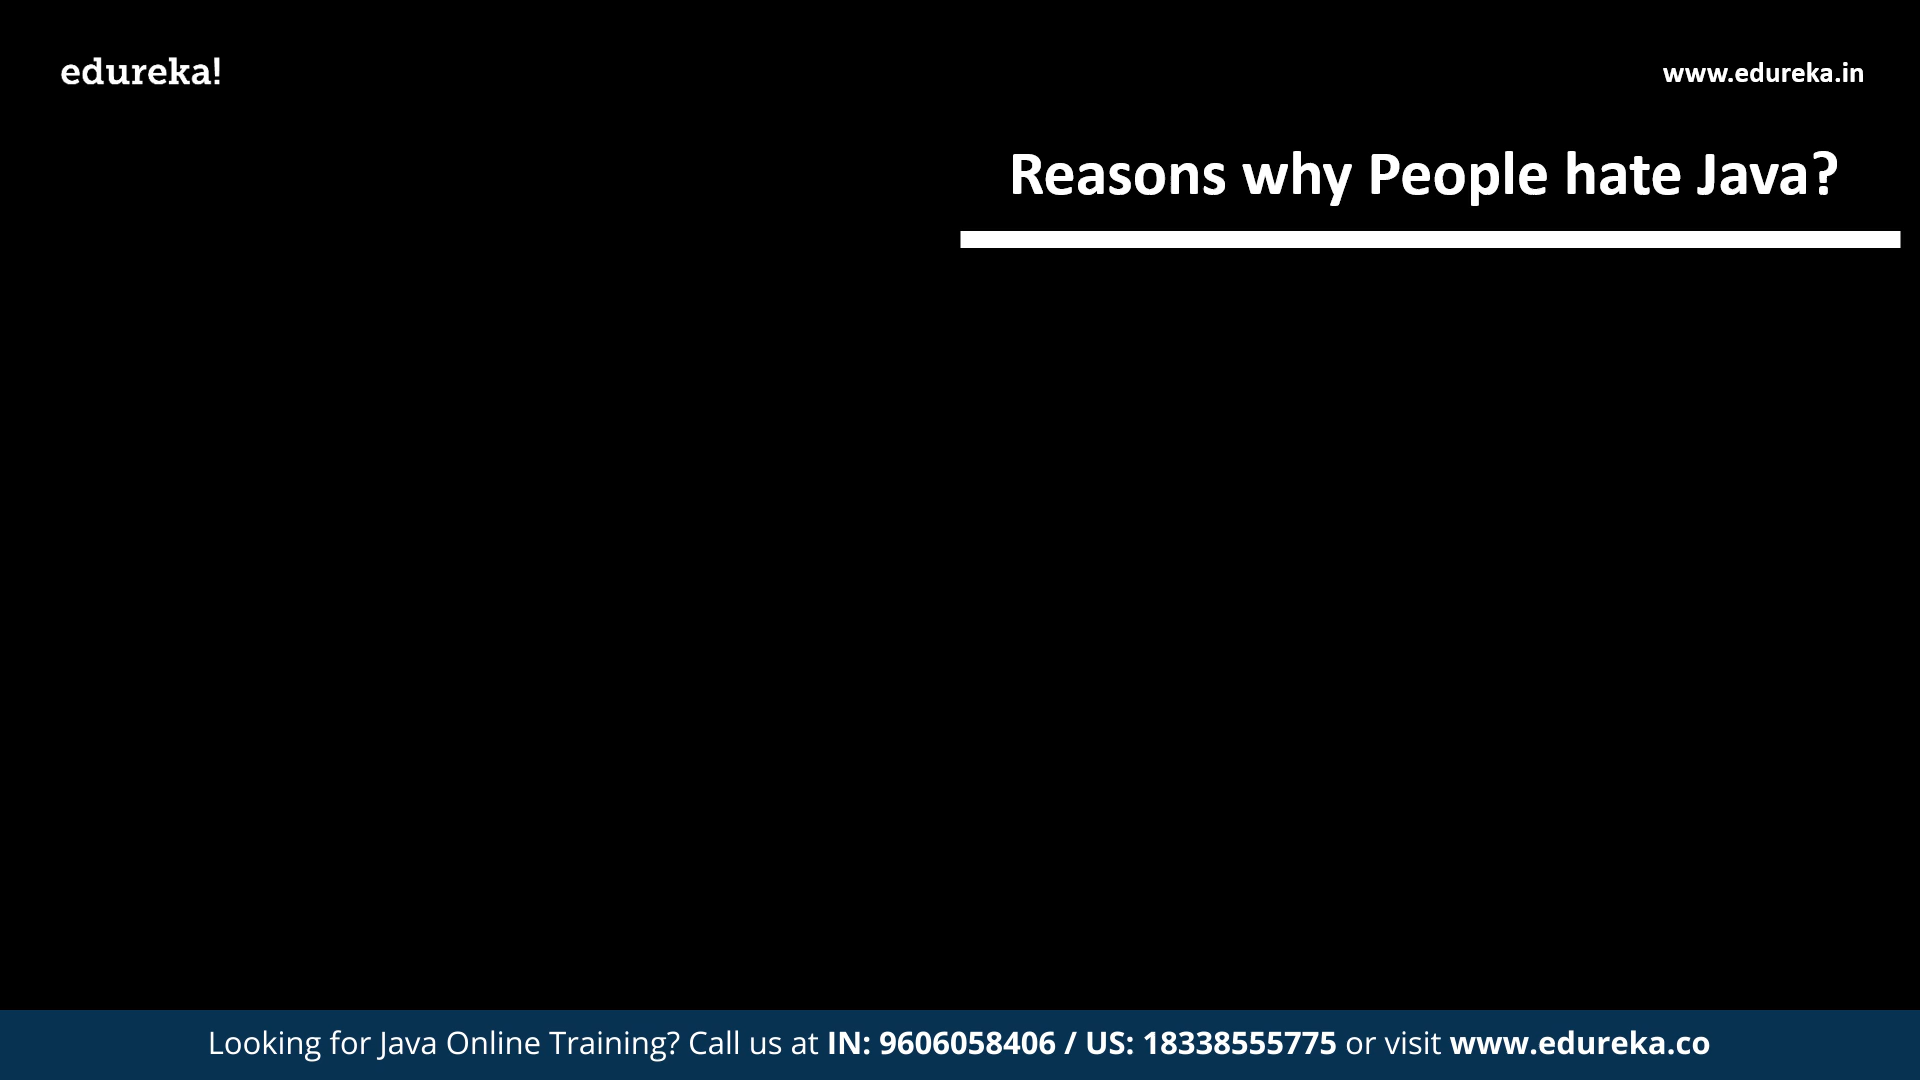 edureka!
www.edureka.in
Reasons why People hate Java?
Looking for Java Online Training? Call us at IN: 9606058406 / US: 18338555775 or visit www.edureka.co